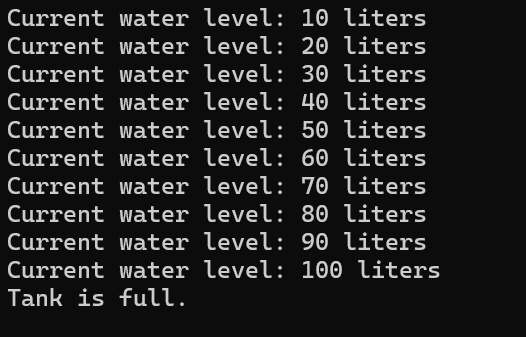 Current water level: 10 liters
Current water level: 20 liters
Current water level: 30 liters
Current water level: 40 liters
Current water level: 50 liters
Current water level: 60 liters
Current water level: 70 liters
Current water level: 80 liters
Current water level: 90 liters
Current water level: 100 liters
Tank is full.